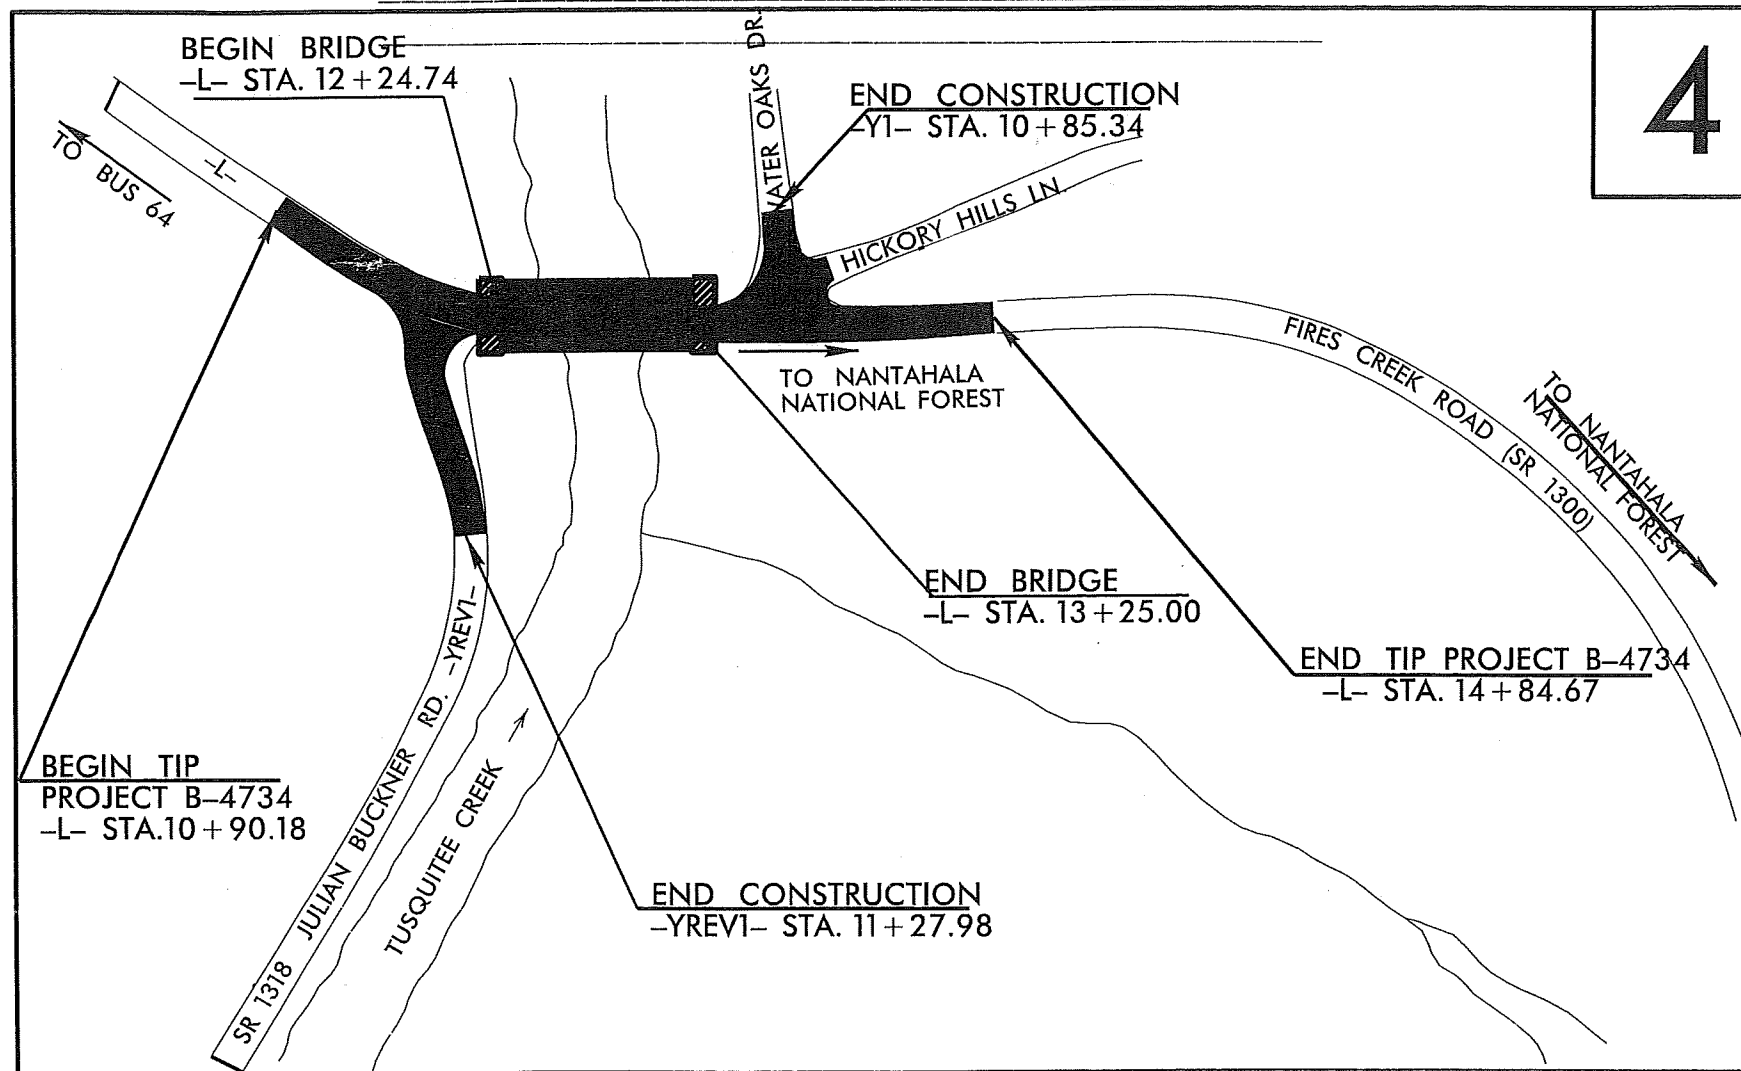 BEGIN BRIDGE
-L- STA. 12+24.74
4
END CONSTRUCTION
-Y1- STA. 10+85.34
OAKS DR.
HICKORY HILLS LN.
TO BUS 64
-L-
TO NANTAHALA
NATIONAL FOREST
FIRES CREEK ROAD (SR 1300)
TO NANTAHALA
NATIONAL FOREST
END BRIDGE
-L- STA. 13+25.00
END TIP PROJECT B-4734
-L- STA. 14+84.67
BEGIN TIP
PROJECT B-4734
-L- STA.10+90.18
SR 1318 JULIAN BUCKNER RD. -YREV1-
TUSQUITEE CREEK
END CONSTRUCTION
-YREV1- STA. 11+27.98